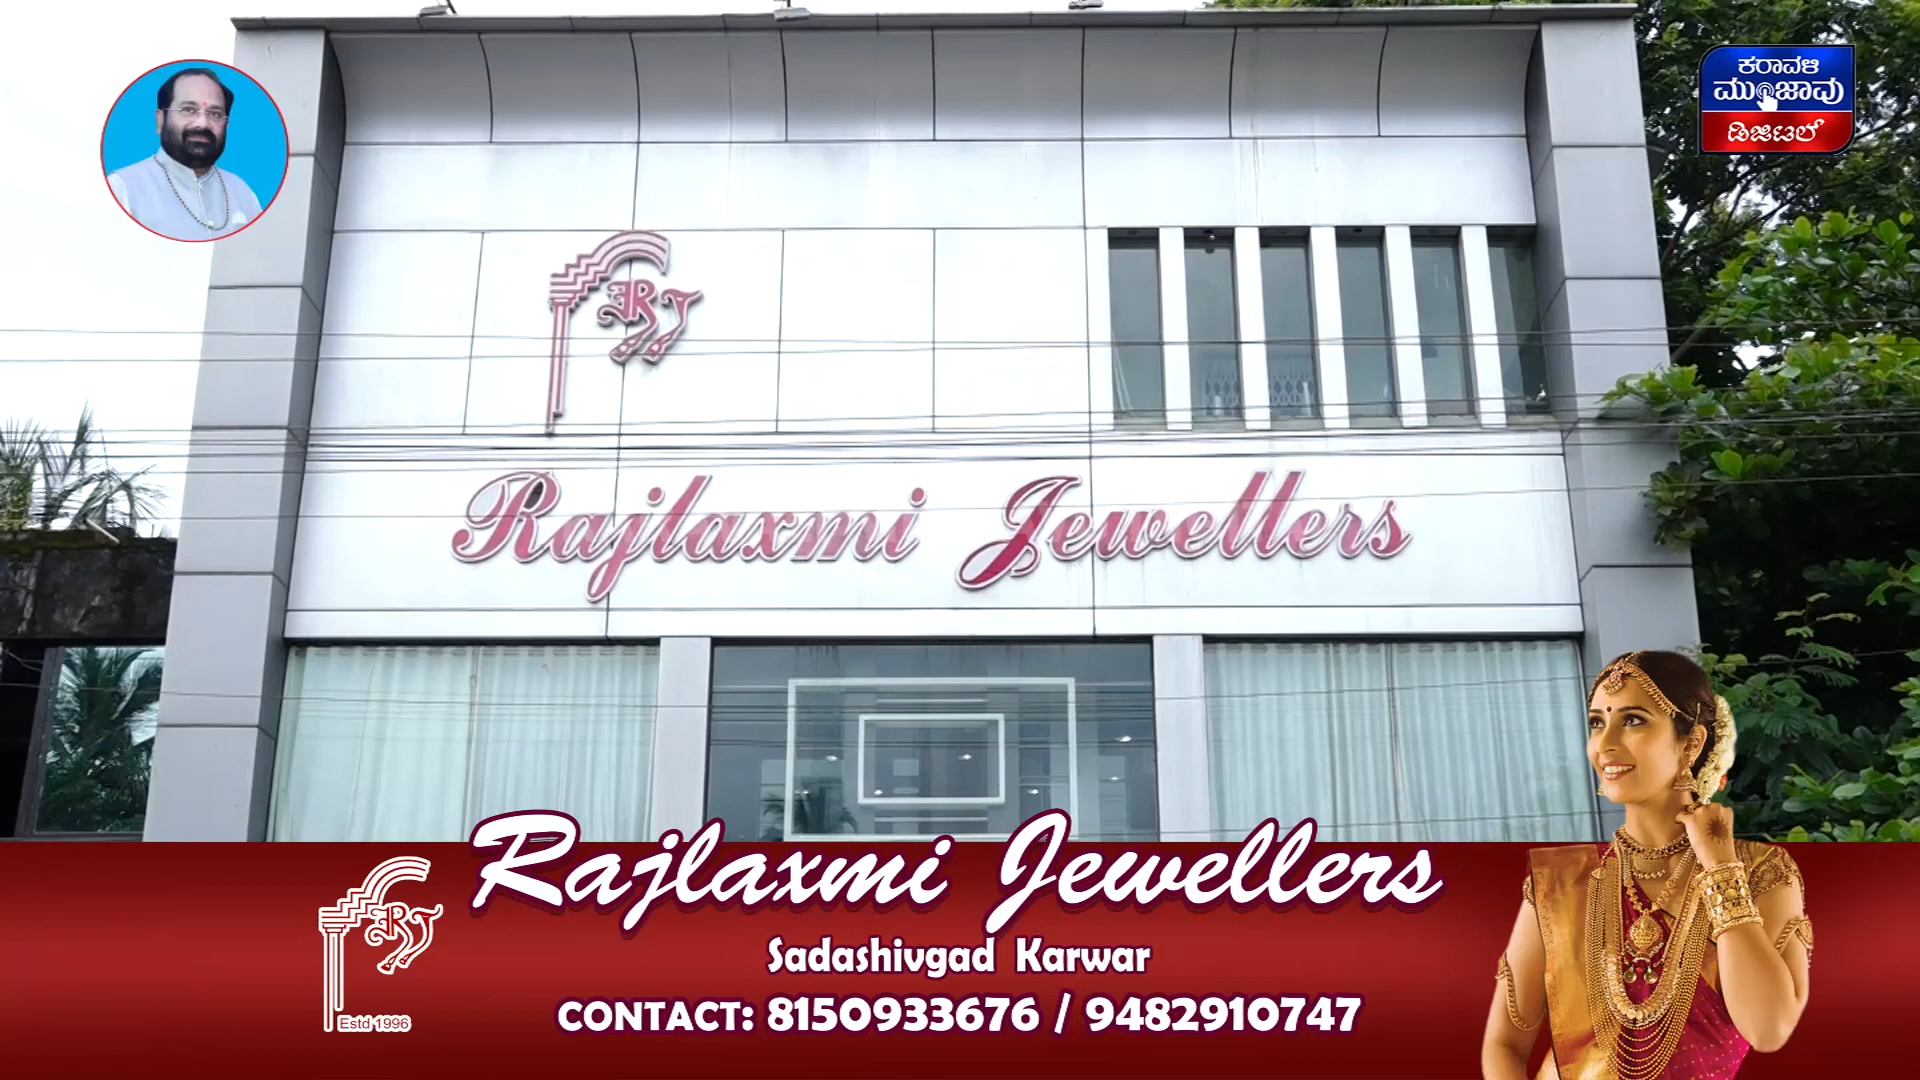 ಕರಾವಳಿ
ಮುಂಜಾವು
ಡಿಜಿಟಲ್
RJ
Rajlaxmi Jewellers
Rajlaxmi Jewellers
RJ
Sadashivgad Karwar
Estd 1996
CONTACT: 8150933676 / 9482910747